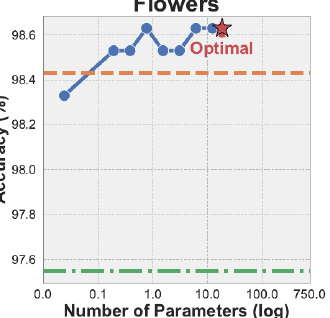 Flowers
Accuracy (%)
98.6
98.4
98.2
98.0
97.8
97.6
Optimal
0.0 0.1 1.0 10.0 100.0 750.0
Number of Parameters (log)